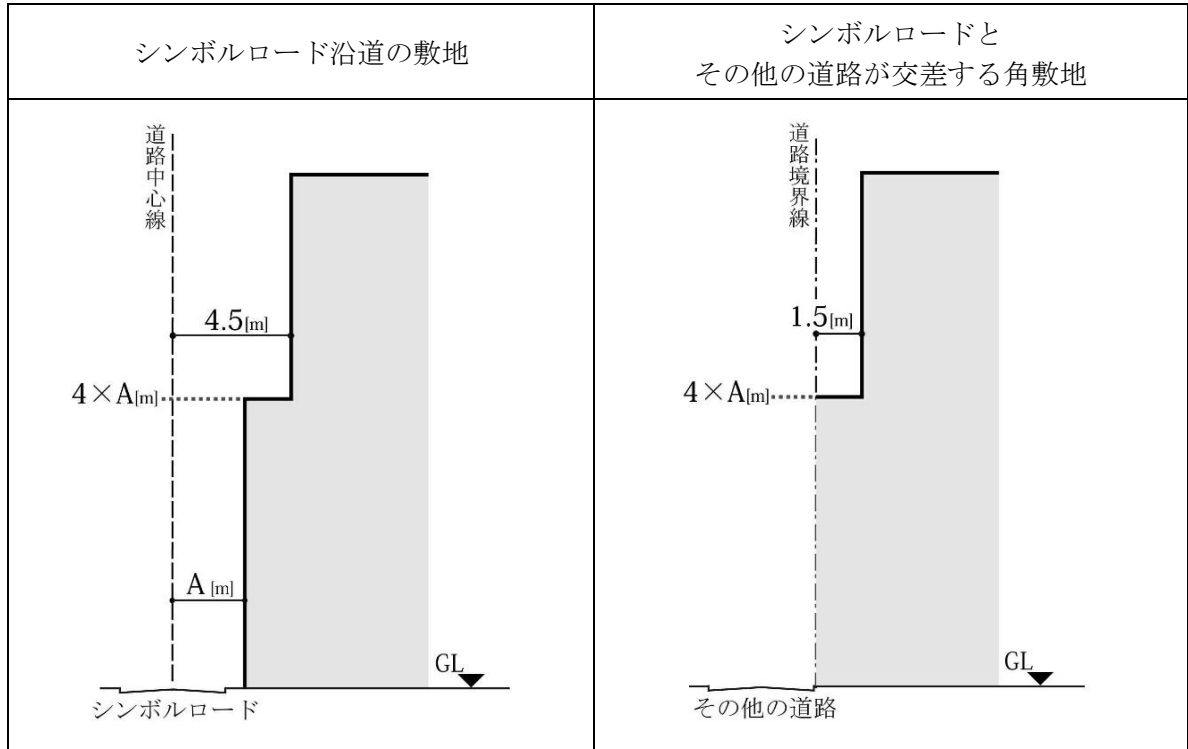 シンボルロード沿道の敷地
シンボルロードと
その他の道路が交差する角敷地
道路中心線
4.5[m]
4×A[m]
A[m]
GL
シンボルロード
道路境界線
1.5[m]
4×A[m]
GL
その他の道路